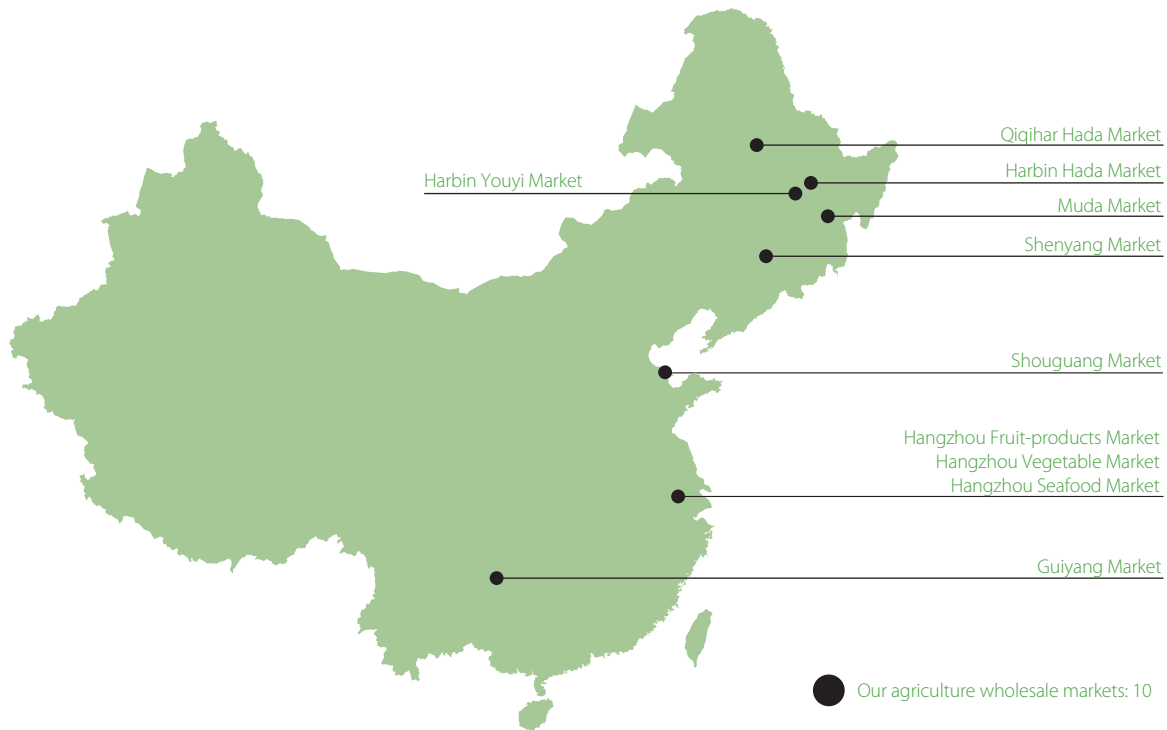 Qiqihar Hada Market
Harbin Hada Market
Harbin Youyi Market
Muda Market
Shenyang Market
Shouguang Market
Hangzhou Fruit-products Market
Hangzhou Vegetable Market
Hangzhou Seafood Market
Guiyang Market
Our agriculture wholesale markets: 10